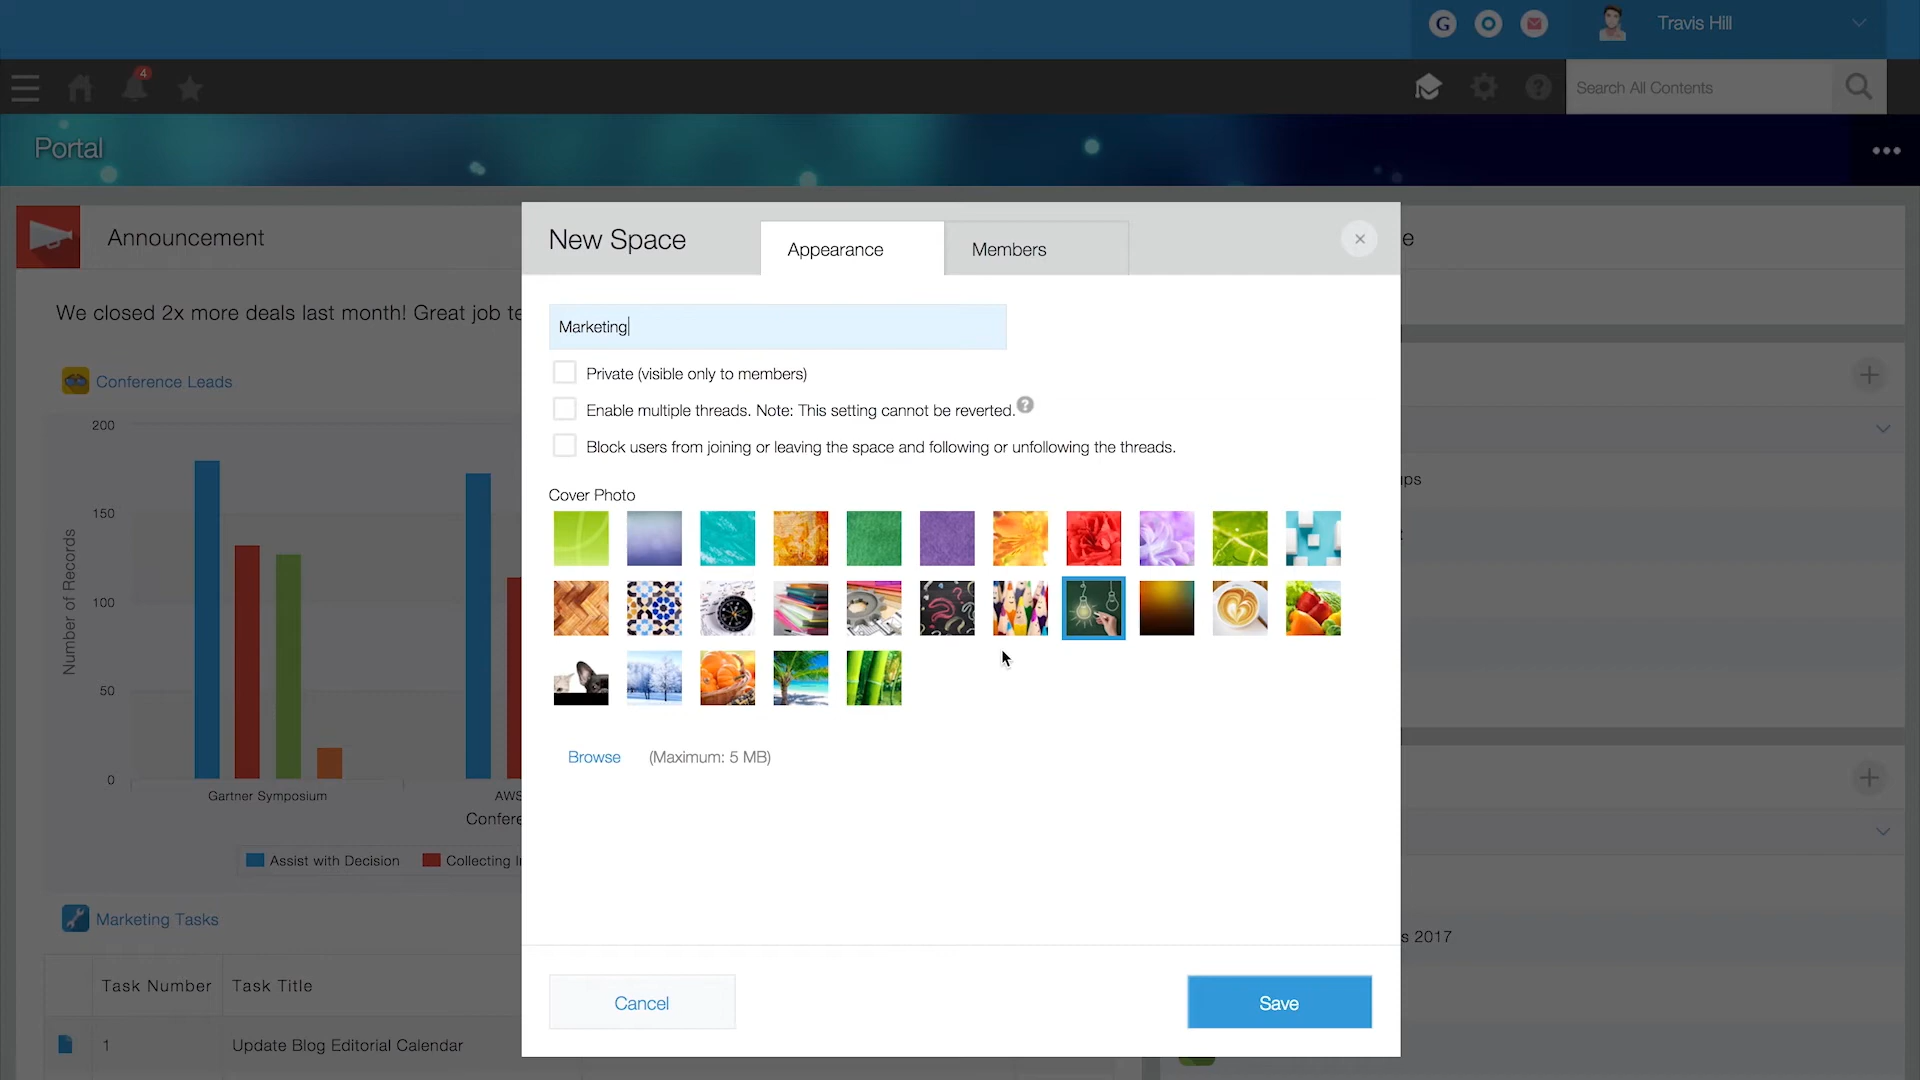 G
Travis Hill
4
?
Search All Contents
Portal
Announcement
New Space
Appearance
Members
×
e
We closed 2x more deals last month! Great job te
Marketing
Private (visible only to members)
Enable multiple threads. Note: This setting cannot be reverted.
?
Block users from joining or leaving the space and following or unfollowing the threads.
Conference Leads
ups
200
150
100
50
0
Number of Records
Cover Photo
Gartner Symposium
AWS
Confere
Assist with Decision
Collecting I
Browse
(Maximum: 5 MB)
Marketing Tasks
s 2017
Task Number
Task Title
Cancel
Save
1
Update Blog Editorial Calendar